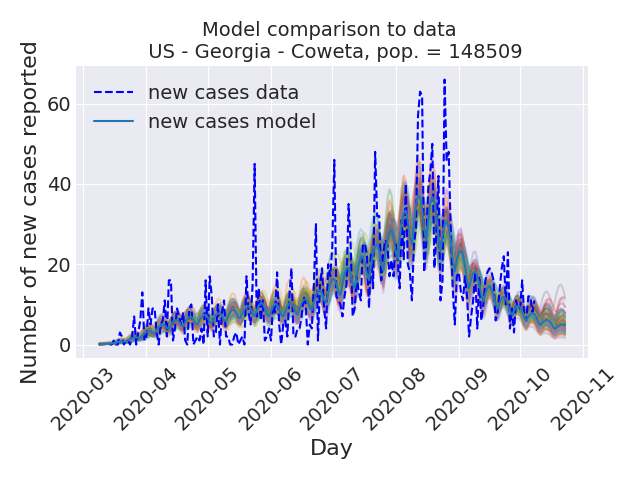 Model comparison to data
US - Georgia - Coweta, pop. = 148509
Number of new cases reported
new cases data
new cases model
60
40
20
0
2020-03
2020-04
2020-05
2020-06
2020-07
2020-08
2020-09
2020-10
2020-11
Day